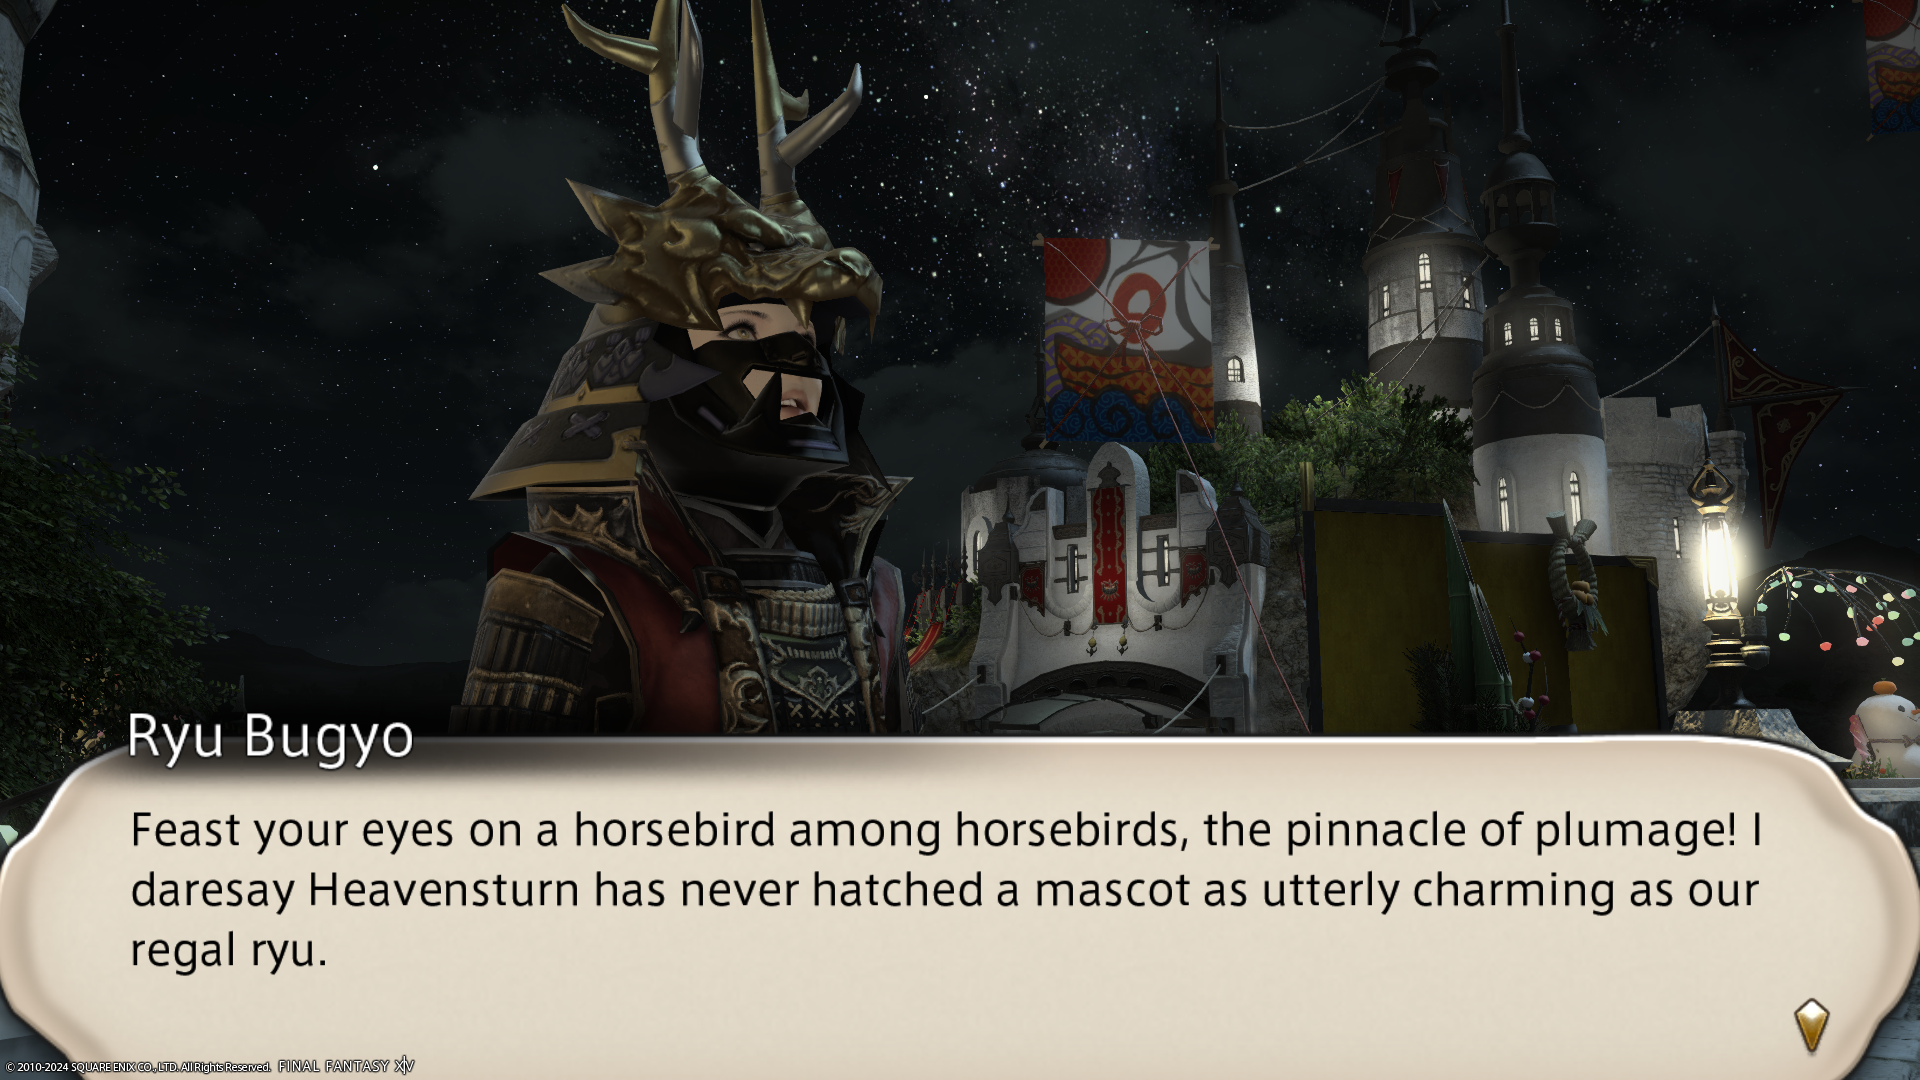 Ryu Bugyo
Feast your eyes on a horsebird among horsebirds, the pinnacle of plumage! I
daresay Heavensturn has never hatched a mascot as utterly charming as our
regal ryu.
© 2010-2024 SQUARE ENIX CO., LTD. All Rights Reserved. FINAL FANTASY XIV